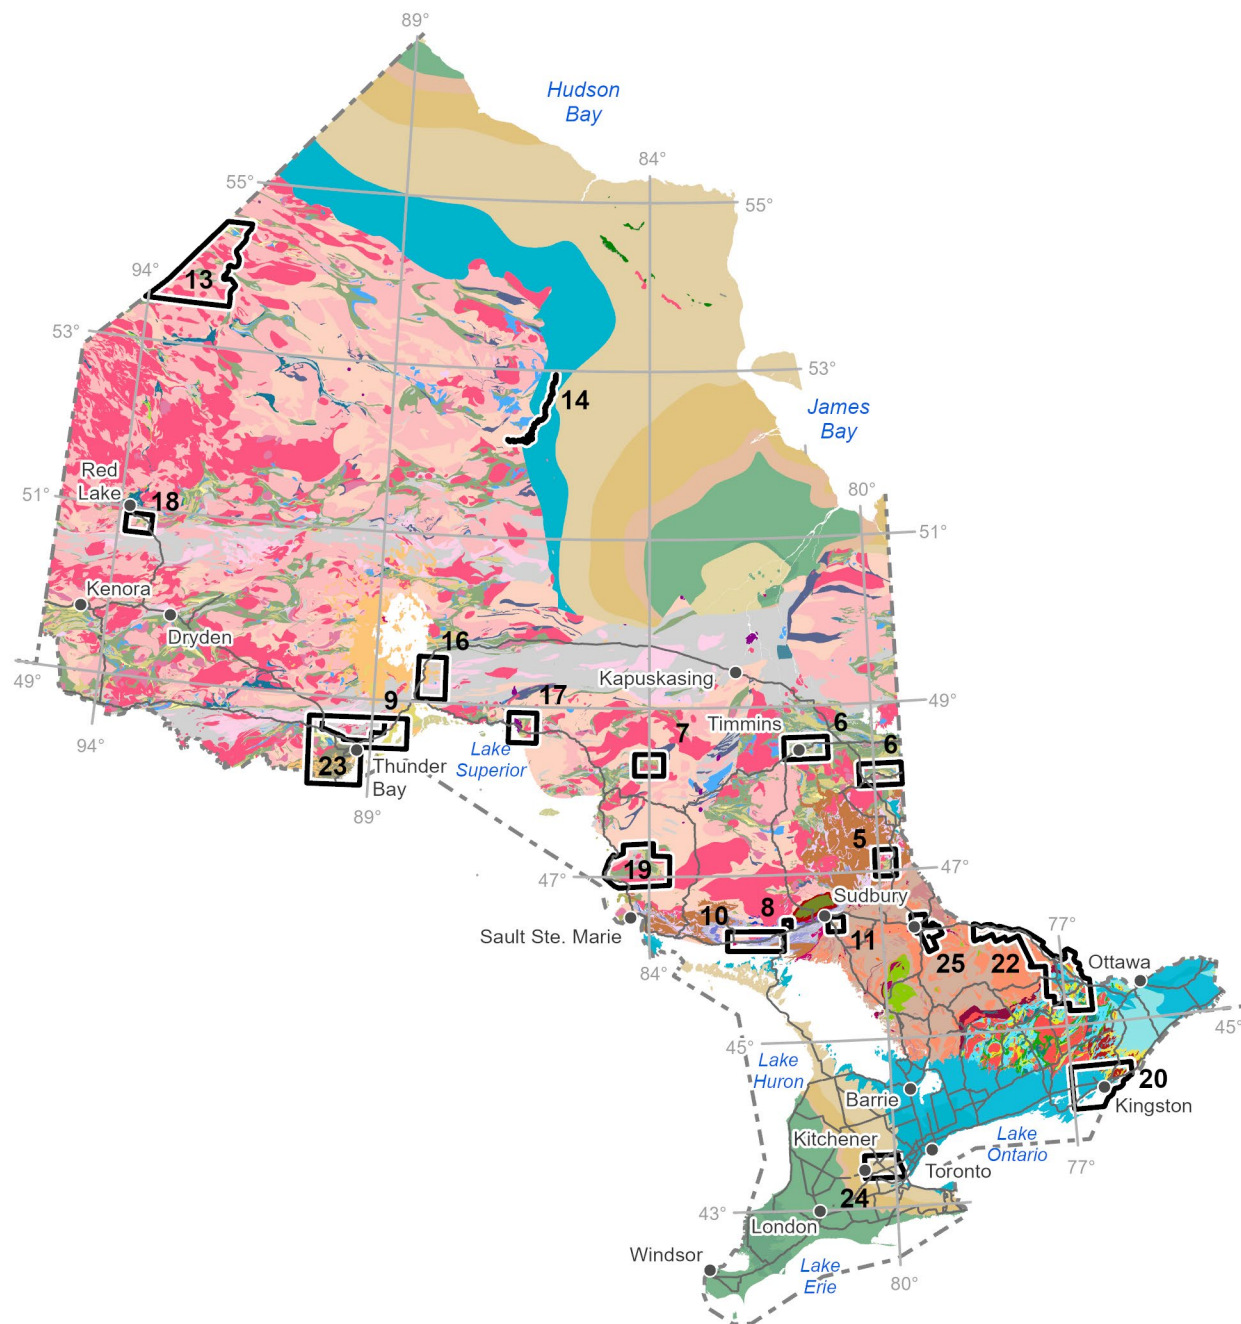 89°
Hudson
Bay
84°
55°
55°
94°
13
53°
53°
14
James
Bay
Red
Lake
51°
18
80°
51°
Kenora
Dryden
16
Kapuskasing
49°
9
17
49°
Timmins
6
7
6
94°
Lake
Superior
23
Thunder
Bay
89°
5
19
47°
47°
Sudbury
10
8
Sault Ste. Marie
11
77°
84°
25
22
Ottawa
45°
45°
Lake
Huron
20
Barrie
Kingston
Kitchener
Lake
Ontario
Toronto
77°
24
43°
London
Windsor
Lake
Erie
80°